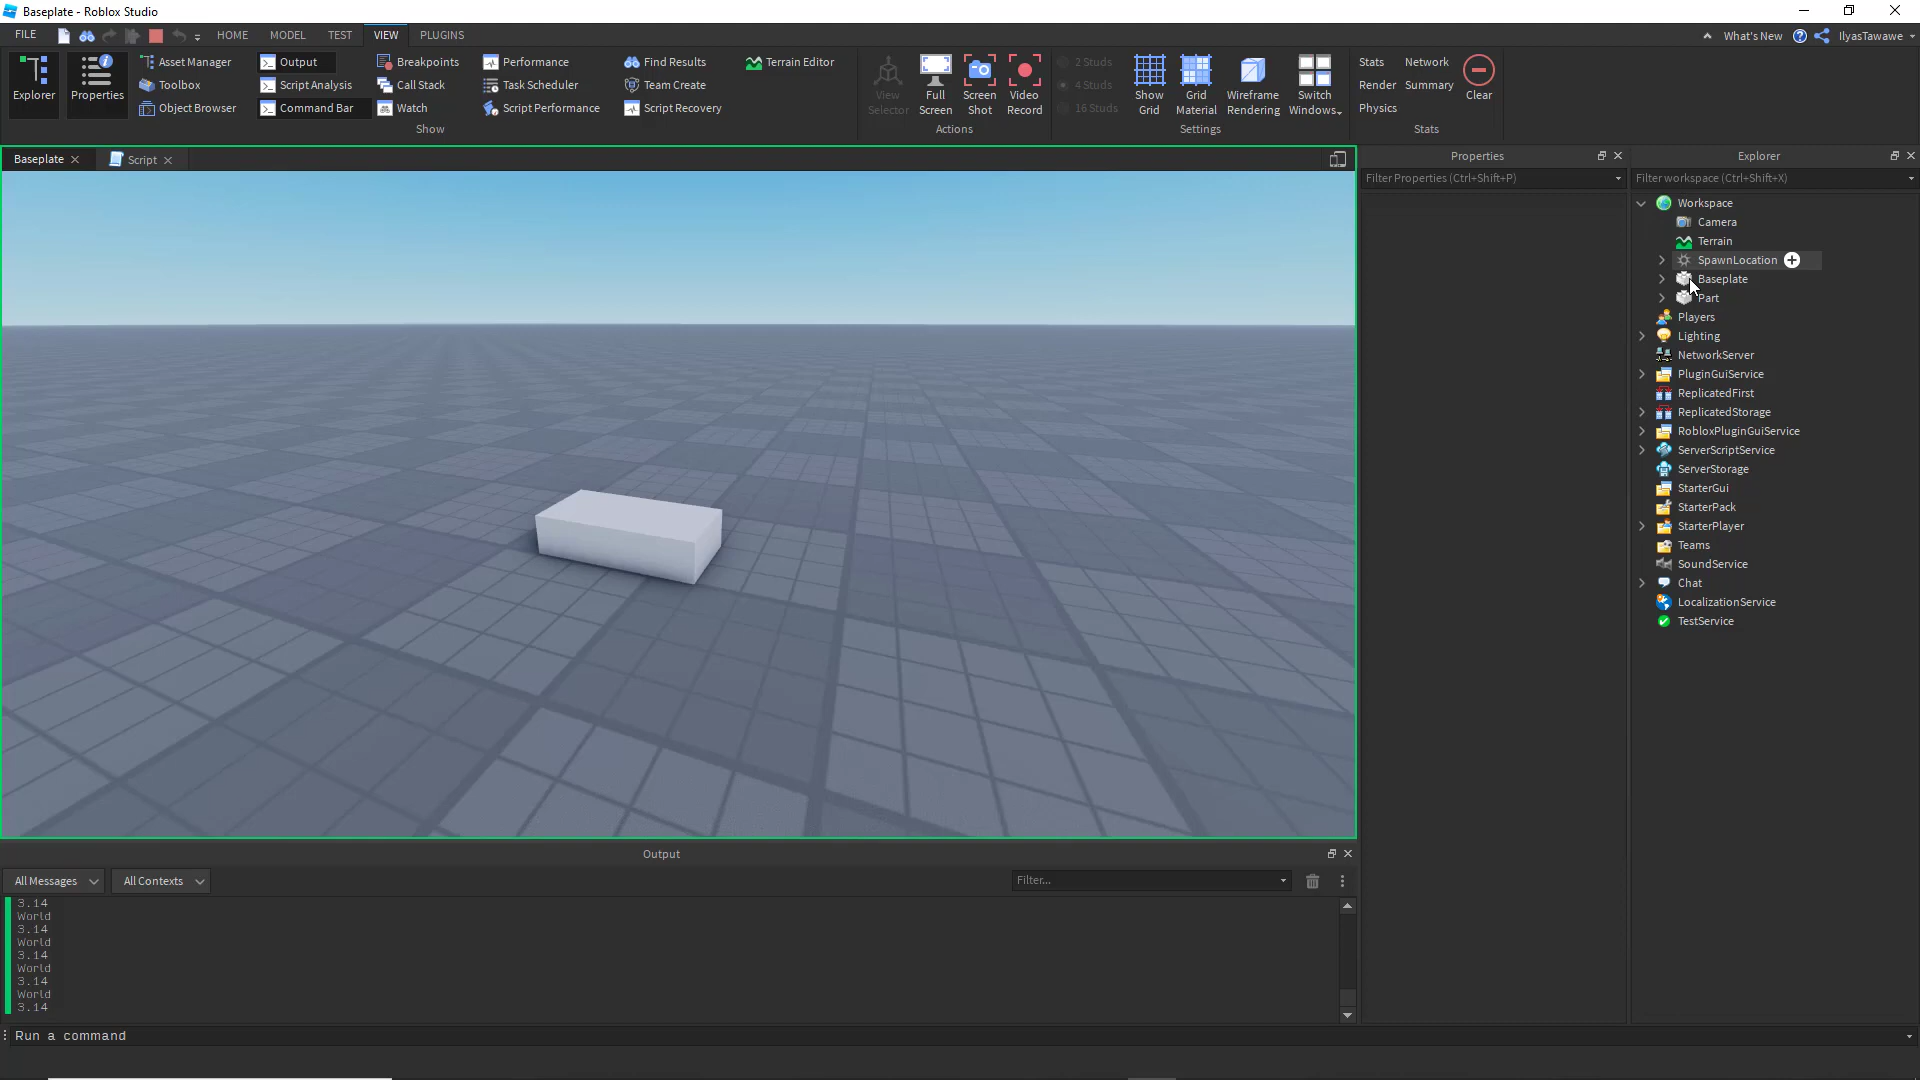 Baseplate - Roblox Studio
FILE HOME MODEL TEST VIEW PLUGINS What's New IlyasTawawe
Explorer
Properties
Asset Manager
Toolbox
Object Browser
Output
Script Analysis
Command Bar
Breakpoints
Call Stack
Watch
Performance
Task Scheduler
Script Performance
Find Results
Team Create
Script Recovery
Terrain Editor
Show
View
Selector
Full
Screen
Screen
Shot
Video
Record
Actions
2 Studs
4 Studs
16 Studs
Show
Grid
Grid
Material
Wireframe
Rendering
Switch
Windows
Settings
Stats
Render
Physics
Network
Summary
Clear
Stats
Baseplate
Script
Properties
Filter Properties (Ctrl+Shift+P)
Explorer
Filter workspace (Ctrl+Shift+X)
Workspace
Camera
Terrain
SpawnLocation
Baseplate
Part
Players
Lighting
NetworkServer
PluginGuiService
ReplicatedFirst
ReplicatedStorage
RobloxPluginGuiService
ServerScriptService
ServerStorage
StarterGui
StarterPack
StarterPlayer
Teams
SoundService
Chat
LocalizationService
TestService
Output
All Messages
All Contexts
Filter...
3.14
World
3.14
World
3.14
World
3.14
World
3.14
Run a command